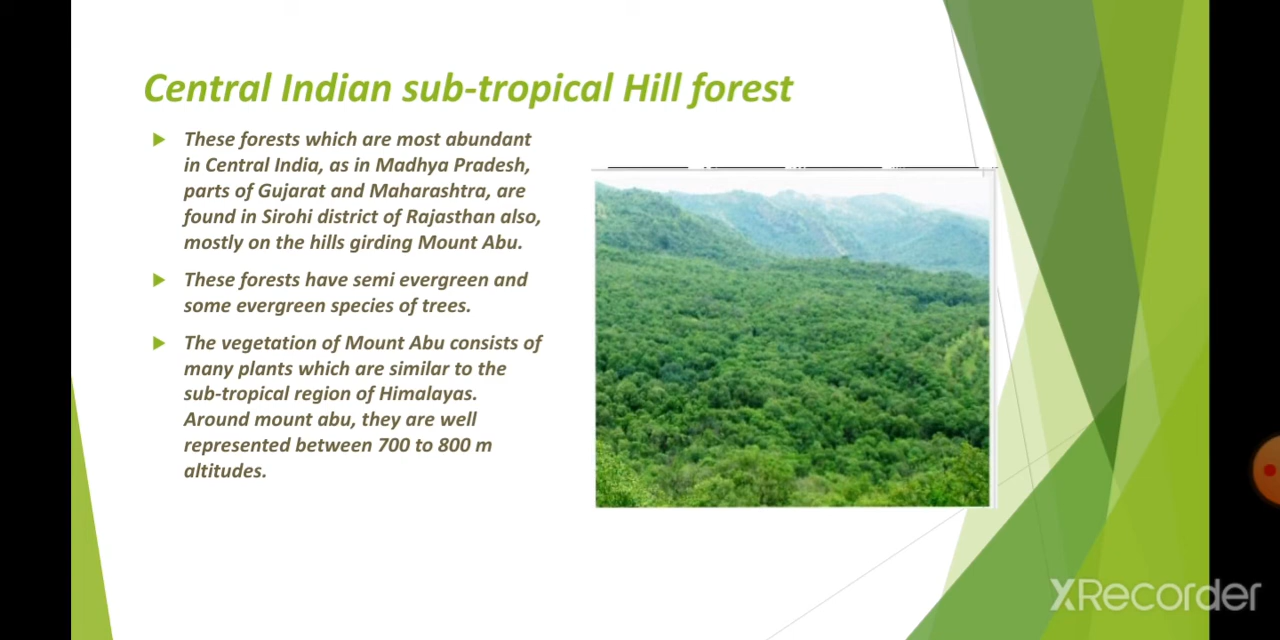 Central Indian sub-tropical Hill forest
These forests which are most abundant
in Central India, as in Madhya Pradesh,
parts of Gujarat and Maharashtra, are
found in Sirohi district of Rajasthan also,
mostly on the hills girding Mount Abu.
These forests have semi evergreen and
some evergreen species of trees.
The vegetation of Mount Abu consists of
many plants which are similar to the
sub-tropical region of Himalayas.
Around mount abu, they are well
represented between 700 to 800 m
altitudes.
XRecorder